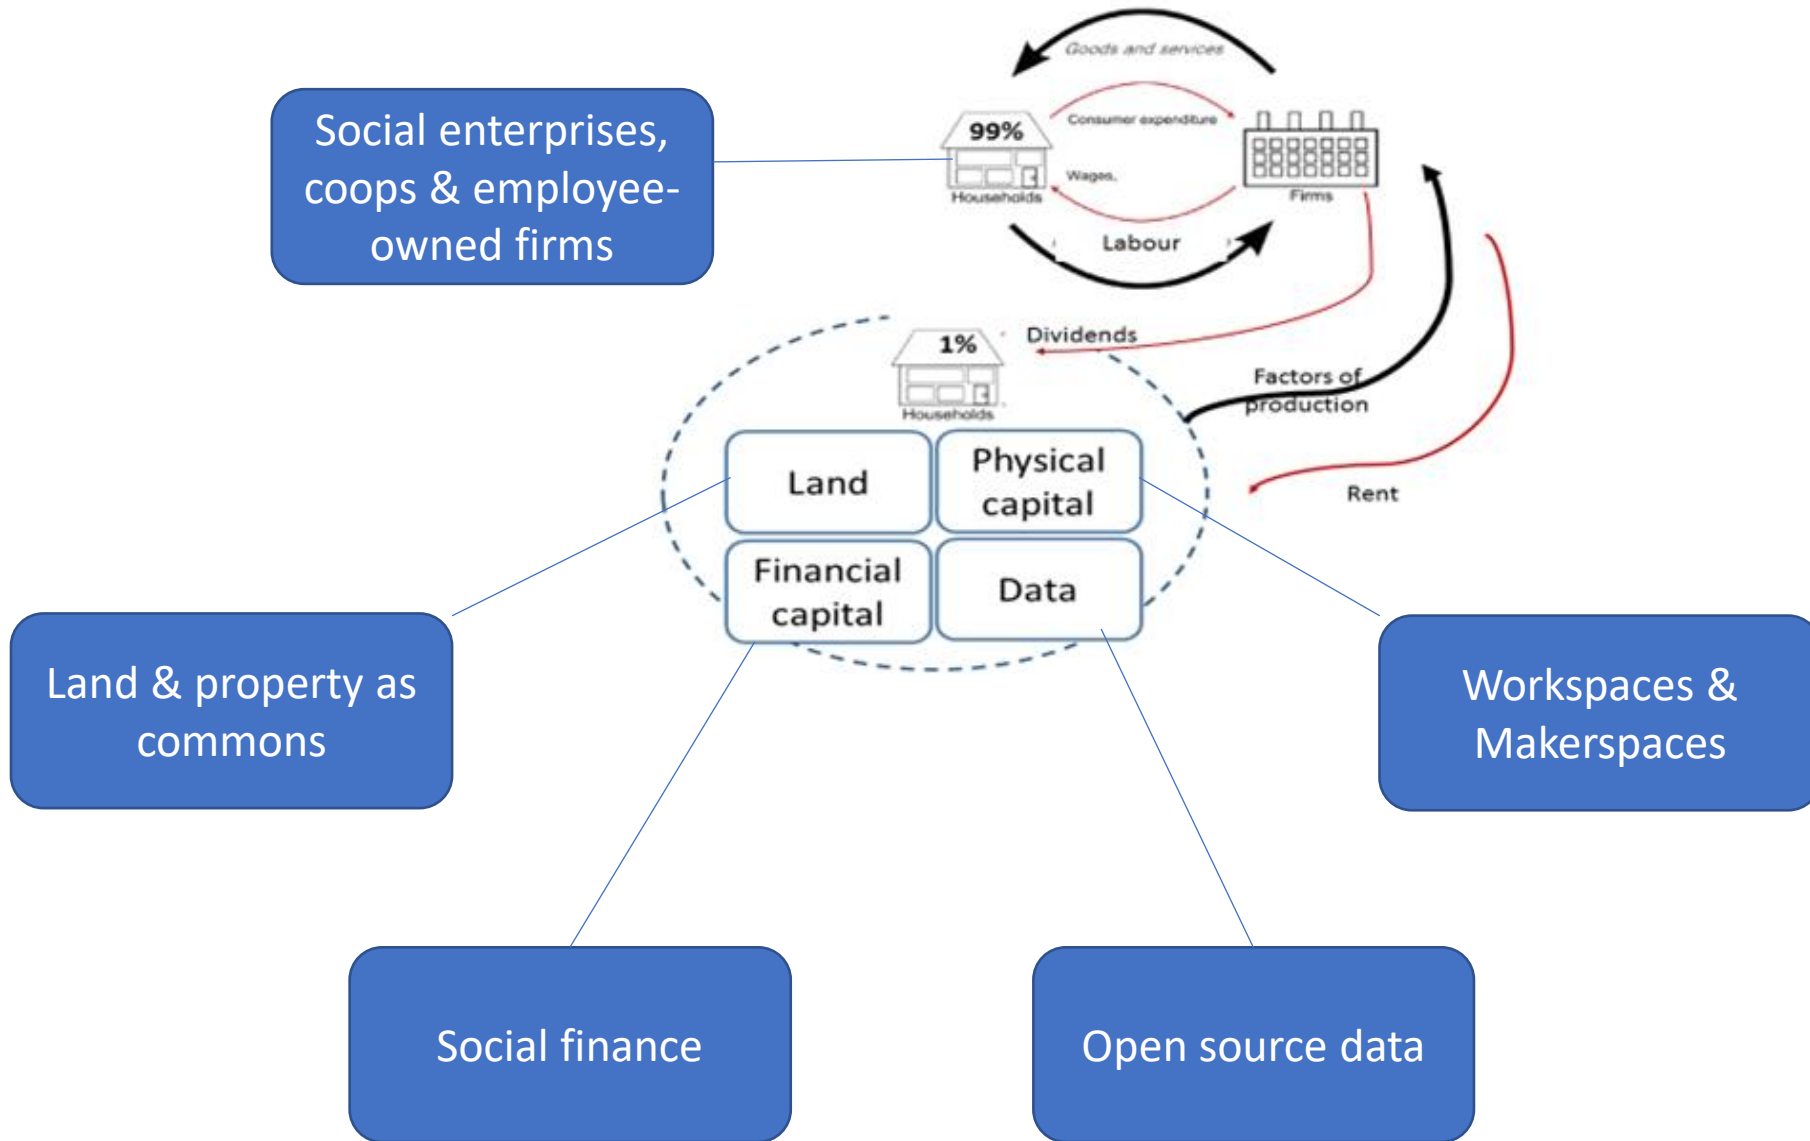 Goods and services
Social enterprises,
coops & employee-
owned firms
99%
Consumer expenditure
Wages,
Households
Firms
Labour
1%
Dividends
Households
Factors of
production
Rent
Land
Physical
capital
Financial
capital
Data
Land & property as
commons
Workspaces &
Makerspaces
Social finance
Open source data